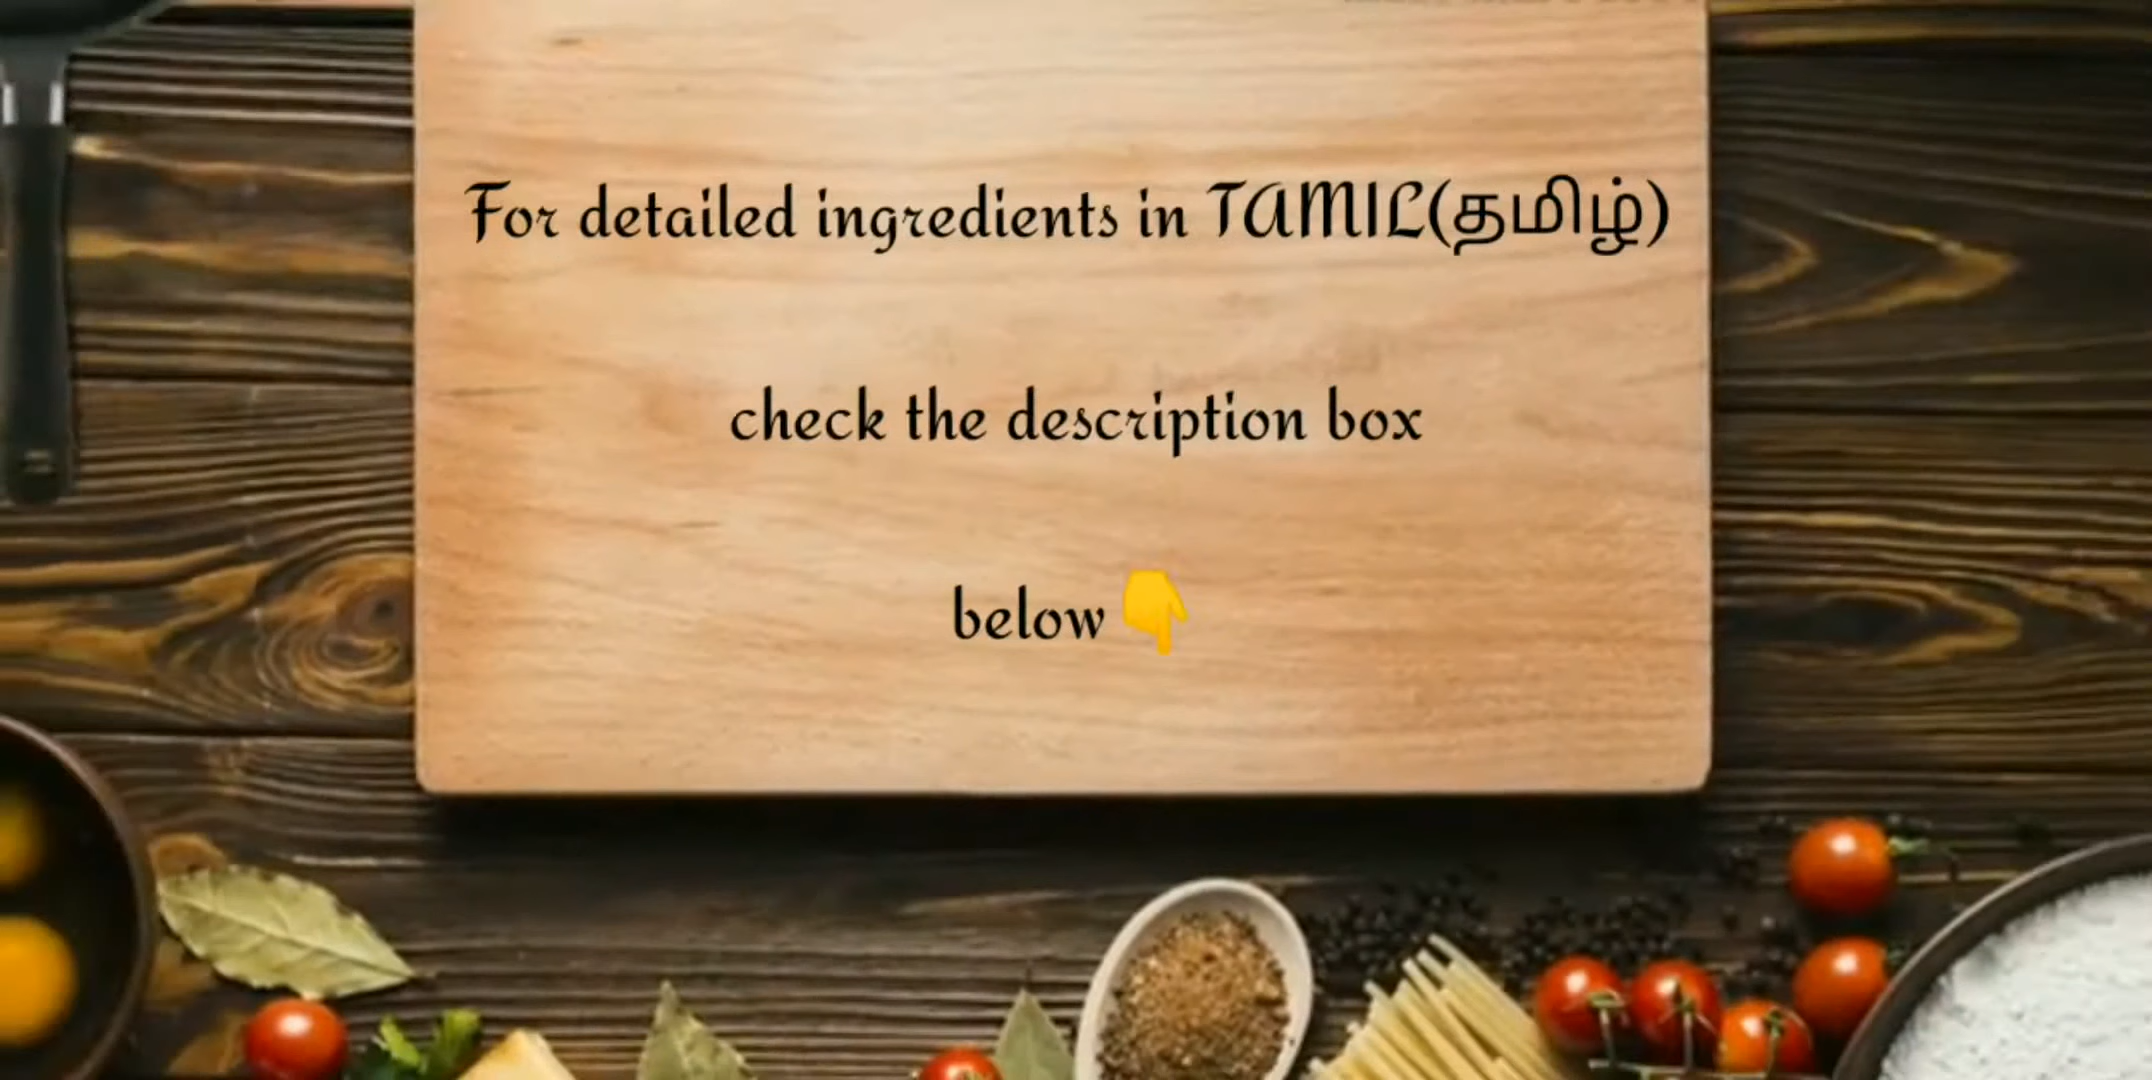 For detailed ingredients in TAMIL(தமிழ்)
check the description box
below 👇